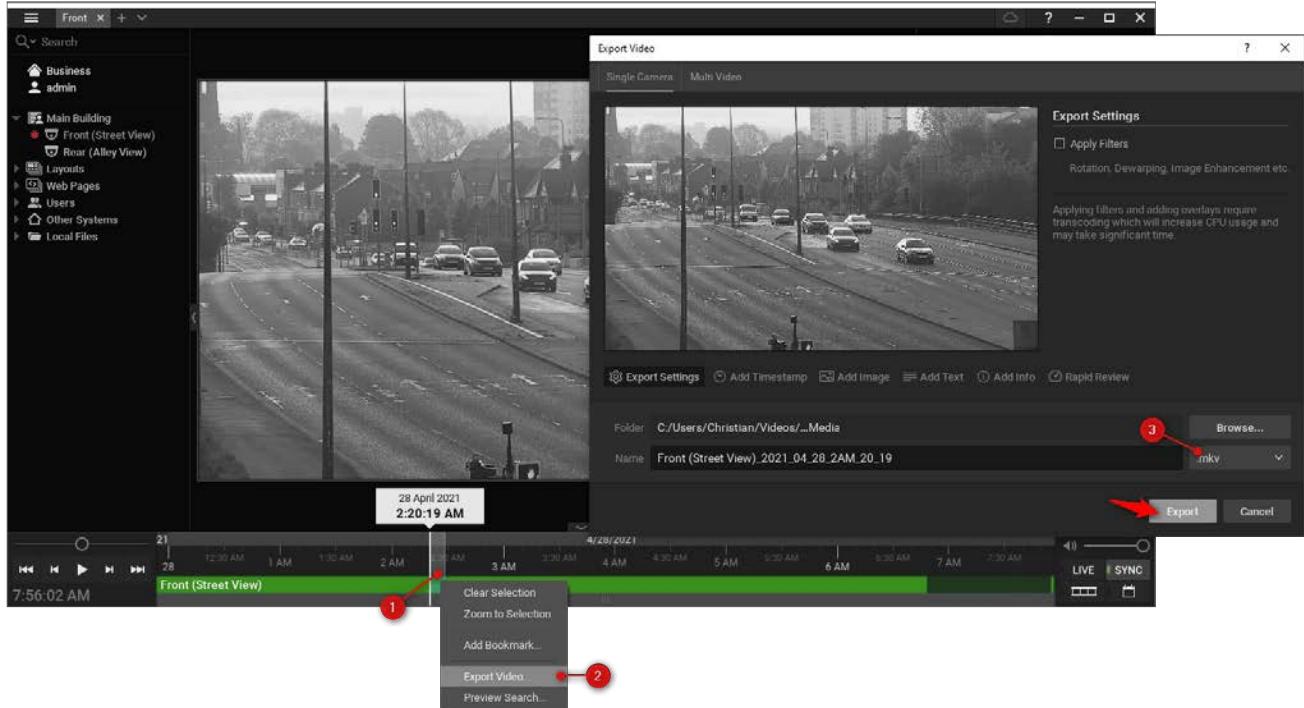 Front
?
Search
Business
admin
Main Building
Front (Street View)
Rear (Alley View)
Layouts
Web Pages
Users
Other Systems
Local Files
Export Video
?
Single Camera Multi Video
Export Settings
Apply Filters
Rotation, Dewarping, Image Enhancement etc.
Applying filters and adding overlays require
transcoding which will increase CPU usage and
may take significant time.
Export Settings Add Timestamp Add Image Add Text Add Info Rapid Review
Folder C:/Users/Christian/Videos/...Media
3
Browse...
Name Front (Street View)_2021_04_28_2AM_20_19
.mkv
Export Cancel
28 April 2021
2:20:19 AM
21 4/28/2021
28 12:30 AM 1 AM 1:30 AM 2 AM AM 3 AM 3:30 AM 4 AM 4:30 AM 5 AM 5:30 AM 6 AM 6:30 AM 7 AM 7:30 AM
Front (Street View)
LIVE SYNC
7:56:02 AM
1
Clear Selection
Zoom to Selection
Add Bookmark...
Export Video...
2
Preview Search...